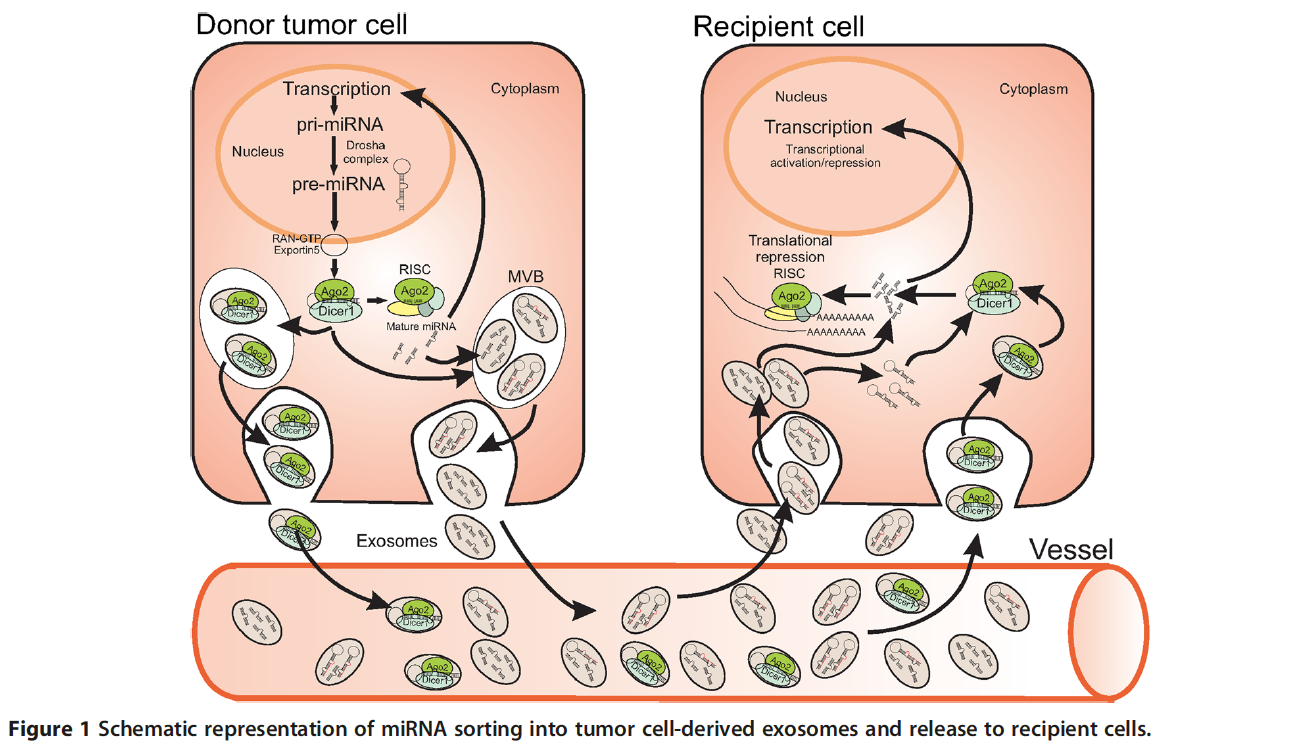 Donor tumor cell
Transcription
Cytoplasm
pri-miRNA
Nucleus
Drosha
complex
pre-miRNA
RAN-GTP
Exportin5
RISC
Ago2
Dicer1
Ago2
Mature miRNA
MVB
Ago2
Dicer1
Ago2
Dicer1
Ago2
Dicer1
Ago2
Dicer1
Ago2
Exosomes
Recipient cell
Nucleus
Cytoplasm
Transcription
Transcriptional
activation/repression
Translational
repression
RISC
Ago2
AAAAAAAAA
AAAAAAAAA
Ago2
Dicer1
Ago2
Dicer1
Ago2
Dicer1
Ago2
Dicer1
Vessel
Ago2
Dicer1
Ago2
Dicer1
Ago2
Dicer1
Ago2
Dicer1
Ago2
Dicer1
Figure 1 Schematic representation of miRNA sorting into tumor cell-derived exosomes and release to recipient cells.